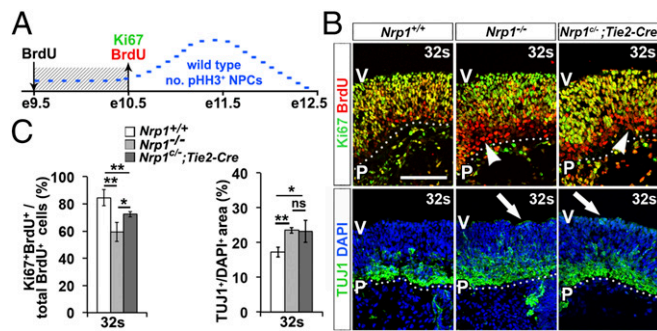 A
BrdU
Ki67
BrdU
wild type
no. pHH3+ NPCs
e9.5
e10.5
e11.5
e12.5
B
Nrp1+/+
Nrp1-/-
Nrp1c/-;Tie2-Cre
Ki67 BrdU
32s
32s
32s
V
V
V
P
P
P
TUJ1 DAPI
32s
32s
32s
V
V
V
P
P
P
C
Nrp1+/+
Nrp1-/-
Nrp1c/-;Tie2-Cre
Ki67+BrdU+/
total BrdU+ cells (%)
100
80
60
40
20
0
**
**
*
32s
TUJ1+/DAPI+ area (%)
40
30
20
10
0
*
**
ns
32s